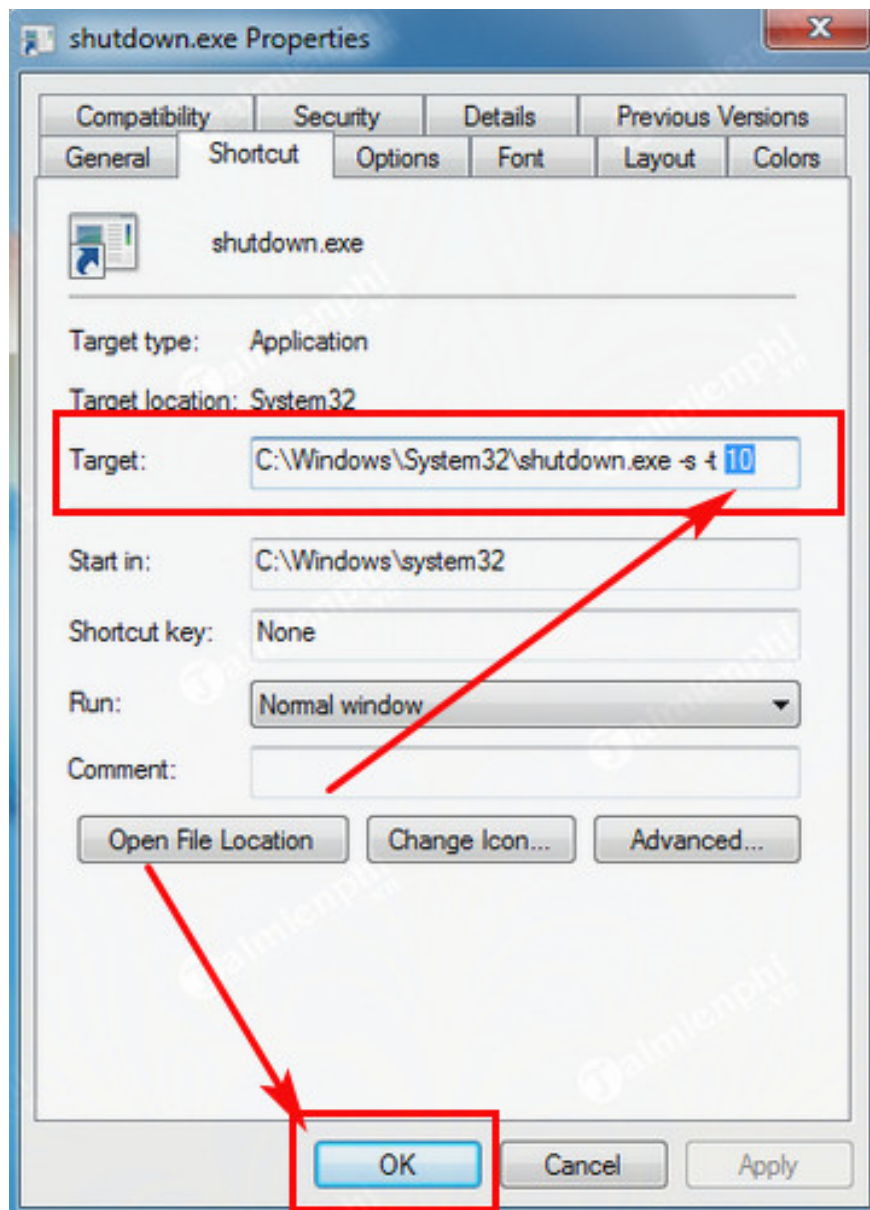 shutdown.exe Properties
x
Compatibility Security Details Previous Versions
General Shortcut Options Font Layout Colors
shutdown.exe
Target type: Application
Target location: System32
Target: C:\Windows\System32\shutdown.exe -s -t 10
Start in: C:\Windows\system32
Shortcut key: None
Run: Normal window
Comment:
Open File Location Change Icon... Advanced...
Taimienphi
.vn
OK Cancel Apply